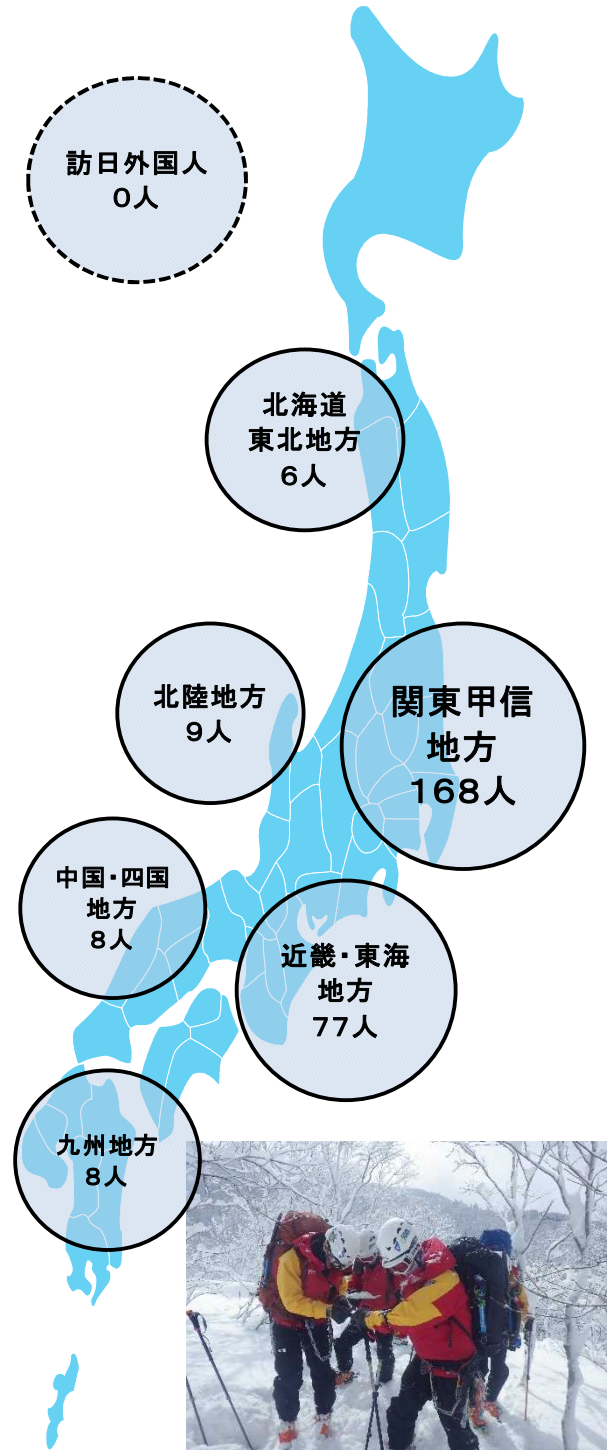 訪日外国人
0人
北海道
東北地方
6人
北陸地方
9人
関東甲信
地方
168人
中国・四国
地方
8人
近畿・東海
地方
77人
九州地方
8人